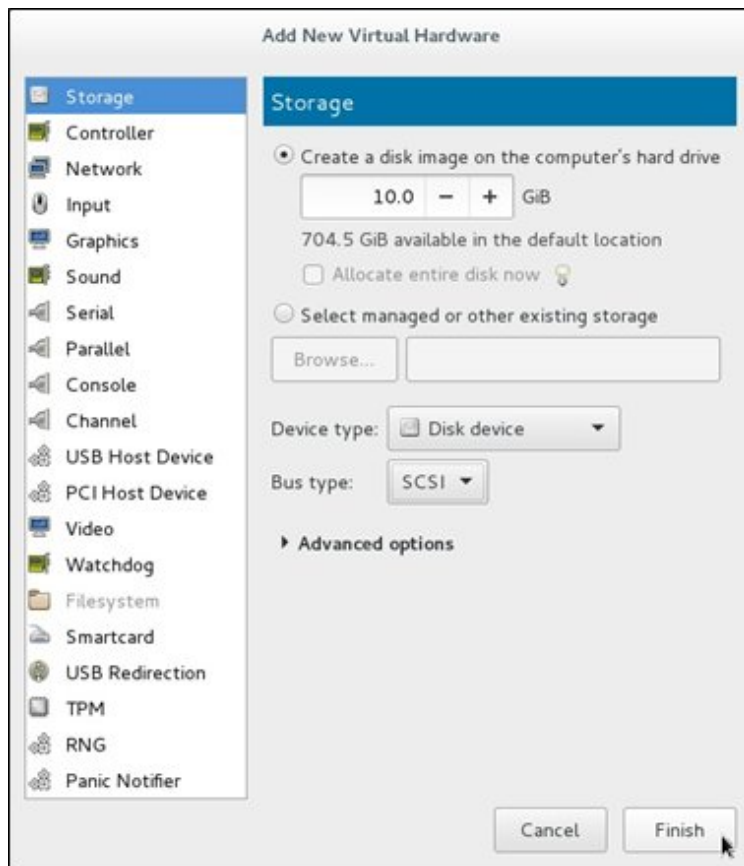 Add New Virtual Hardware
Storage
Controller
Network
Input
Graphics
Sound
Serial
Parallel
Console
Channel
USB Host Device
PCI Host Device
Video
Watchdog
Filesystem
Smartcard
USB Redirection
TPM
RNG
Panic Notifier
Storage
Create a disk image on the computer's hard drive
10.0 − + GiB
704.5 GiB available in the default location
Allocate entire disk now
Select managed or other existing storage
Browse...
Device type: Disk device
Bus type: SCSI
Advanced options
Cancel Finish